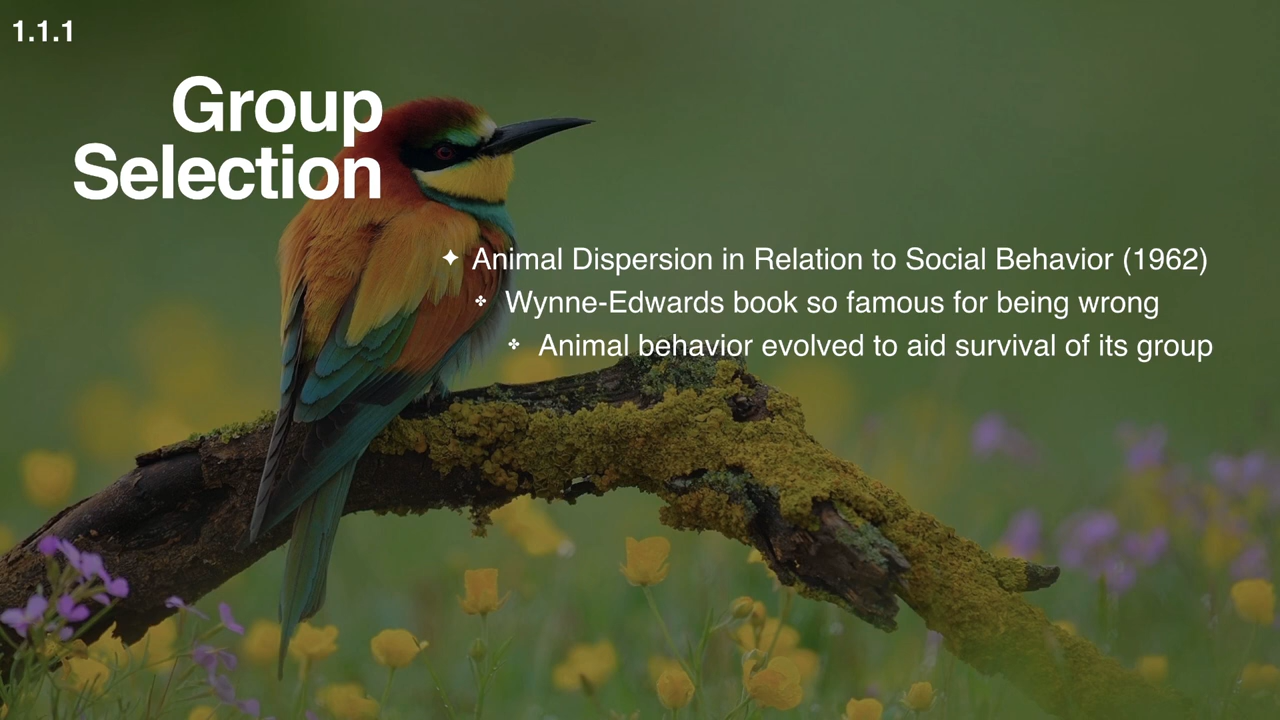 1.1.1
Group
Selection
✦ Animal Dispersion in Relation to Social Behavior (1962)
✤ Wynne-Edwards book so famous for being wrong
✤ Animal behavior evolved to aid survival of its group